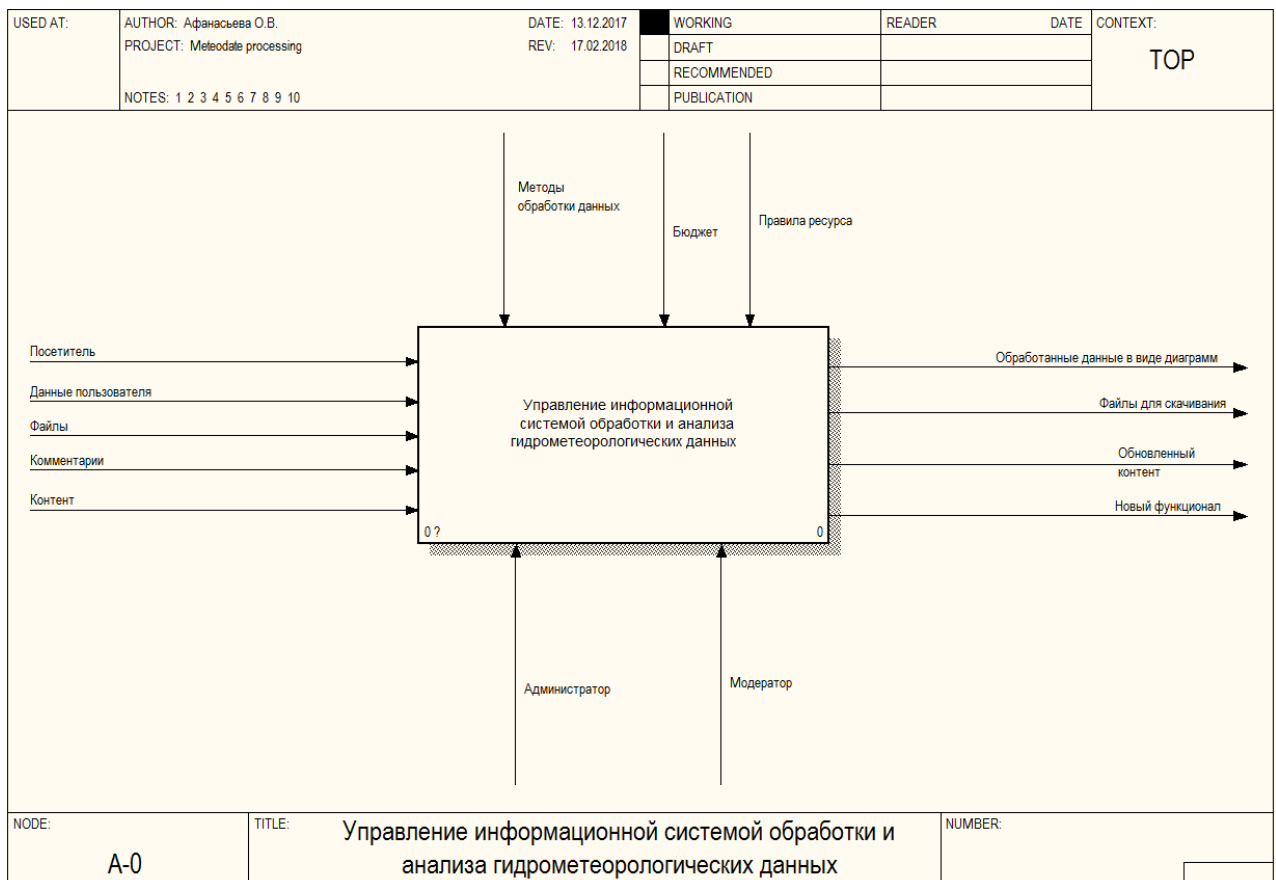 USED AT:
AUTHOR: Афанасьева О.В.
DATE: 13.12.2017
WORKING
READER
DATE
CONTEXT:
PROJECT: Meteodate processing
REV: 17.02.2018
DRAFT
TOP
RECOMMENDED
NOTES: 1 2 3 4 5 6 7 8 9 10
PUBLICATION
Методы
обработки данных
Бюджет
Правила ресурса
Посетитель
Данные пользователя
Файлы
Комментарии
Контент
Управление информационной
системой обработки и анализа
гидрометеорологических данных
0 ?
0
Обработанные данные в виде диаграмм
Файлы для скачивания
Обновленный
контент
Новый функционал
Администратор
Модератор
NODE:
A-0
TITLE:
Управление информационной системой обработки и
анализа гидрометеорологических данных
NUMBER: